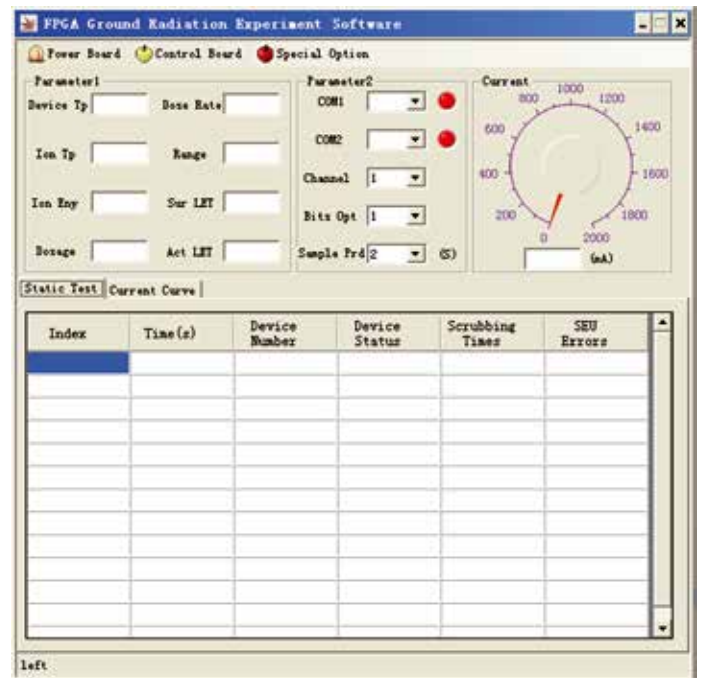 FPGA Ground Radiation Experiment Software
Power Board Control Board Special Option
Parameter1
Device Tp Dose Rate
Ion Tp Range
Ion Eny Sur LET
Dosage Act LET
Parameter2
COM1
COM2
Channel 1
Bits Opt 1
Sample Prd 2 (S)
Current
0 200 400 600 800 1000 1200 1400 1600 1800 2000
(mA)
Static Test Current Curve
Index Time(s) Device Number Device Status Scrubbing Times SEU Errors
left